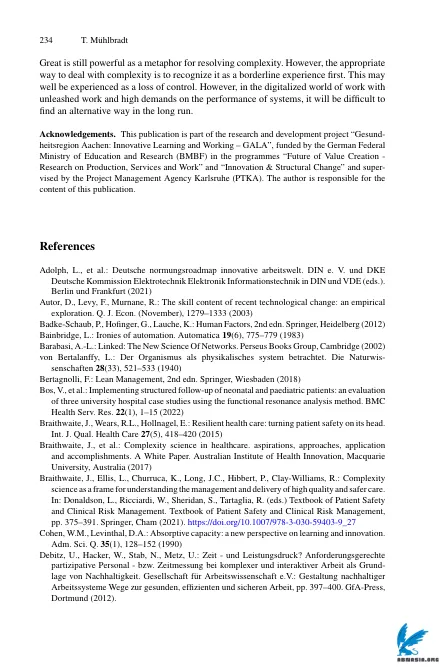 234 T. Mühlbradt
Great is still powerful as a metaphor for resolving complexity. However, the appropriate
way to deal with complexity is to recognize it as a borderline experience first. This may
well be experienced as a loss of control. However, in the digitalized world of work with
unleashed work and high demands on the performance of systems, it will be difficult to
find an alternative way in the long run.
Acknowledgements. This publication is part of the research and development project “Gesund-
heitsregion Aachen: Innovative Learning and Working – GALA”, funded by the German Federal
Ministry of Education and Research (BMBF) in the programmes “Future of Value Creation -
Research on Production, Services and Work” and “Innovation & Structural Change” and super-
vised by the Project Management Agency Karlsruhe (PTKA). The author is responsible for the
content of this publication.
References
Adolph, L., et al.: Deutsche normungsroadmap innovative arbeitswelt. DIN e. V. und DKE
Deutsche Kommission Elektrotechnik Elektronik Informationstechnik in DIN und VDE (eds.).
Berlin und Frankfurt (2021)
Autor, D., Levy, F., Murnane, R.: The skill content of recent technological change: an empirical
exploration. Q. J. Econ. (November), 1279–1333 (2003)
Badke-Schaub, P., Hofinger, G., Lauche, K.: Human Factors, 2nd edn. Springer, Heidelberg (2012)
Bainbridge, L.: Ironies of automation. Automatica 19(6), 775–779 (1983)
Barabasi, A.-L.: Linked: The New Science Of Networks. Perseus Books Group, Cambridge (2002)
von Bertalanffy, L.: Der Organismus als physikalisches system betrachtet. Die Naturwis-
senschaften 28(33), 521–533 (1940)
Bertagnolli, F.: Lean Management, 2nd edn. Springer, Wiesbaden (2018)
Bos, V., et al.: Implementing structured follow-up of neonatal and paediatric patients: an evaluation
of three university hospital case studies using the functional resonance analysis method. BMC
Health Serv. Res. 22(1), 1–15 (2022)
Braithwaite, J., Wears, R.L., Hollnagel, E.: Resilient health care: turning patient safety on its head.
Int. J. Qual. Health Care 27(5), 418–420 (2015)
Braithwaite, J., et al.: Complexity science in healthcare. aspirations, approaches, application
and accomplishments. A White Paper. Australian Institute of Health Innovation, Macquarie
University, Australia (2017)
Braithwaite, J., Ellis, L., Churruca, K., Long, J.C., Hibbert, P., Clay-Williams, R.: Complexity
science as a frame for understanding the management and delivery of high quality and safer care.
In: Donaldson, L., Ricciardi, W., Sheridan, S., Tartaglia, R. (eds.) Textbook of Patient Safety
and Clinical Risk Management. Textbook of Patient Safety and Clinical Risk Management,
pp. 375–391. Springer, Cham (2021). https://doi.org/10.1007/978-3-030-59403-9_27
Cohen, W.M., Levinthal, D.A.: Absorptive capacity: a new perspective on learning and innovation.
Adm. Sci. Q. 35(1), 128–152 (1990)
Debitz, U., Hacker, W., Stab, N., Metz, U.: Zeit - und Leistungsdruck? Anforderungsgerechte
partizipative Personal - bzw. Zeitmessung bei komplexer und interaktiver Arbeit als Grund-
lage von Nachhaltigkeit. Gesellschaft für Arbeitswissenschaft e.V.: Gestaltung nachhaltiger
Arbeitssysteme Wege zur gesunden, effizienten und sicheren Arbeit, pp. 397–400. GfA-Press,
Dortmund (2012).